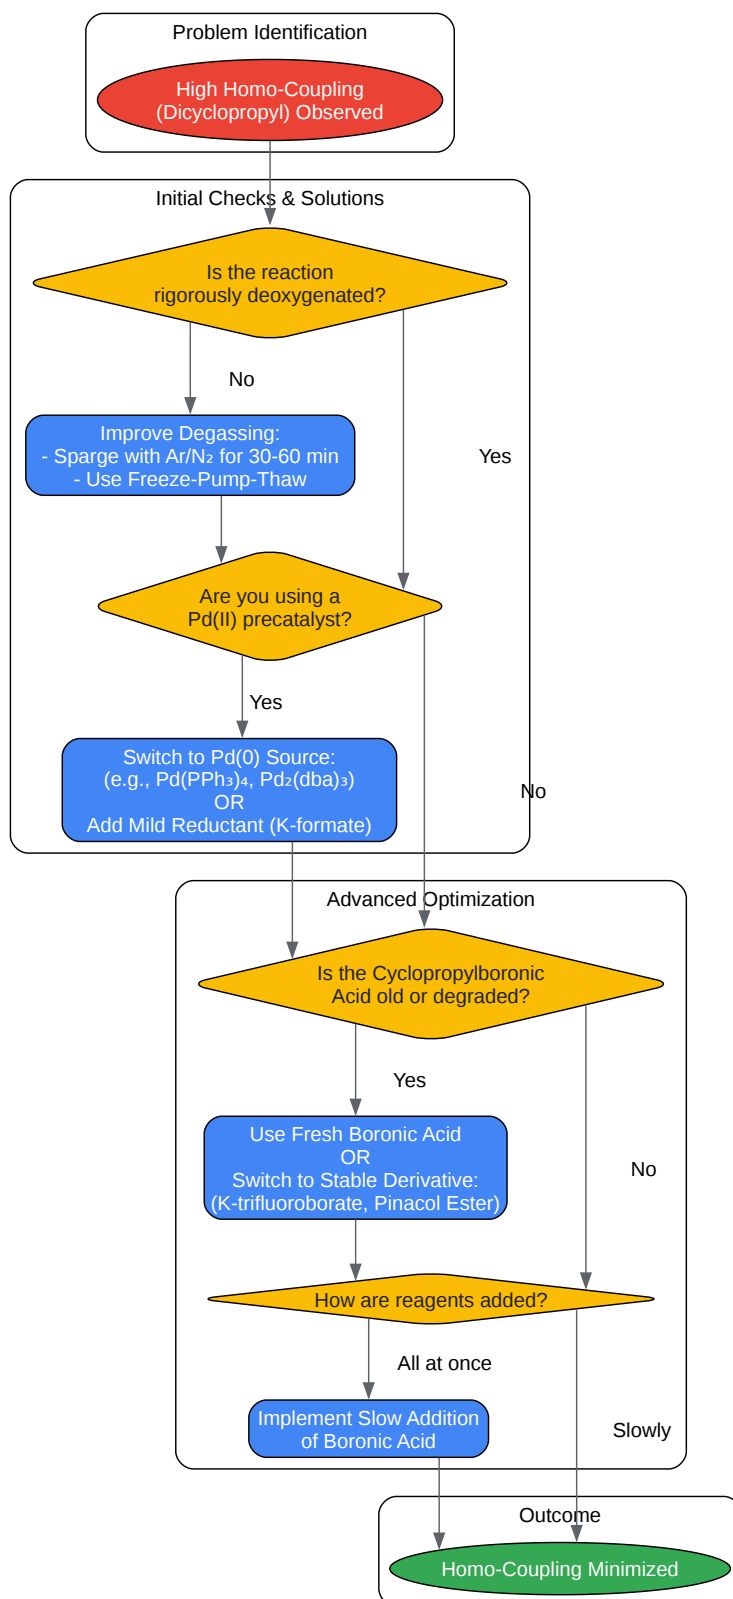 Problem Identification
High Homo-Coupling
(Dicyclopropyl) Observed
Initial Checks & Solutions
Is the reaction
rigorously deoxygenated?
No
Improve Degassing:
- Sparge with Ar/N₂ for 30-60 min
- Use Freeze-Pump-Thaw
Yes
Are you using a
Pd(II) precatalyst?
Yes
Switch to Pd(0) Source:
(e.g., Pd(PPh₃)₄, Pd₂(dba)₃)
OR
Add Mild Reductant (K-formate)
No
Advanced Optimization
Is the Cyclopropylboronic
Acid old or degraded?
Yes
Use Fresh Boronic Acid
OR
Switch to Stable Derivative:
(K-trifluoroborate, Pinacol Ester)
No
How are reagents added?
All at once
Implement Slow Addition
of Boronic Acid
Slowly
Outcome
Homo-Coupling Minimized